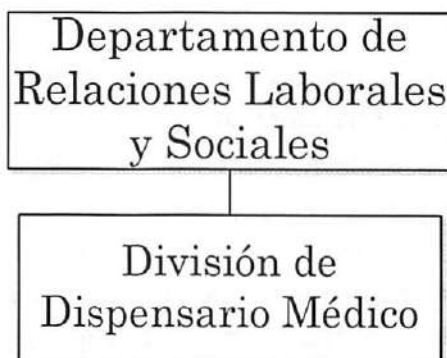 Departamento de
Relaciones Laborales
y Sociales
División de
Dispensario Médico